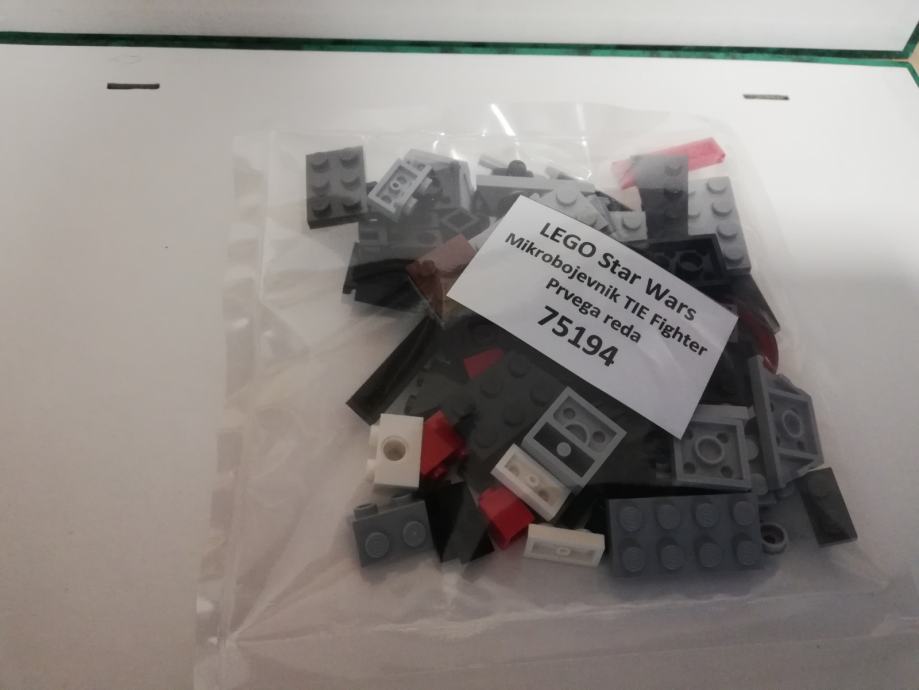 LEGO Star Wars
Mikrobojevnik TIE Fighter
Prvega reda
75194